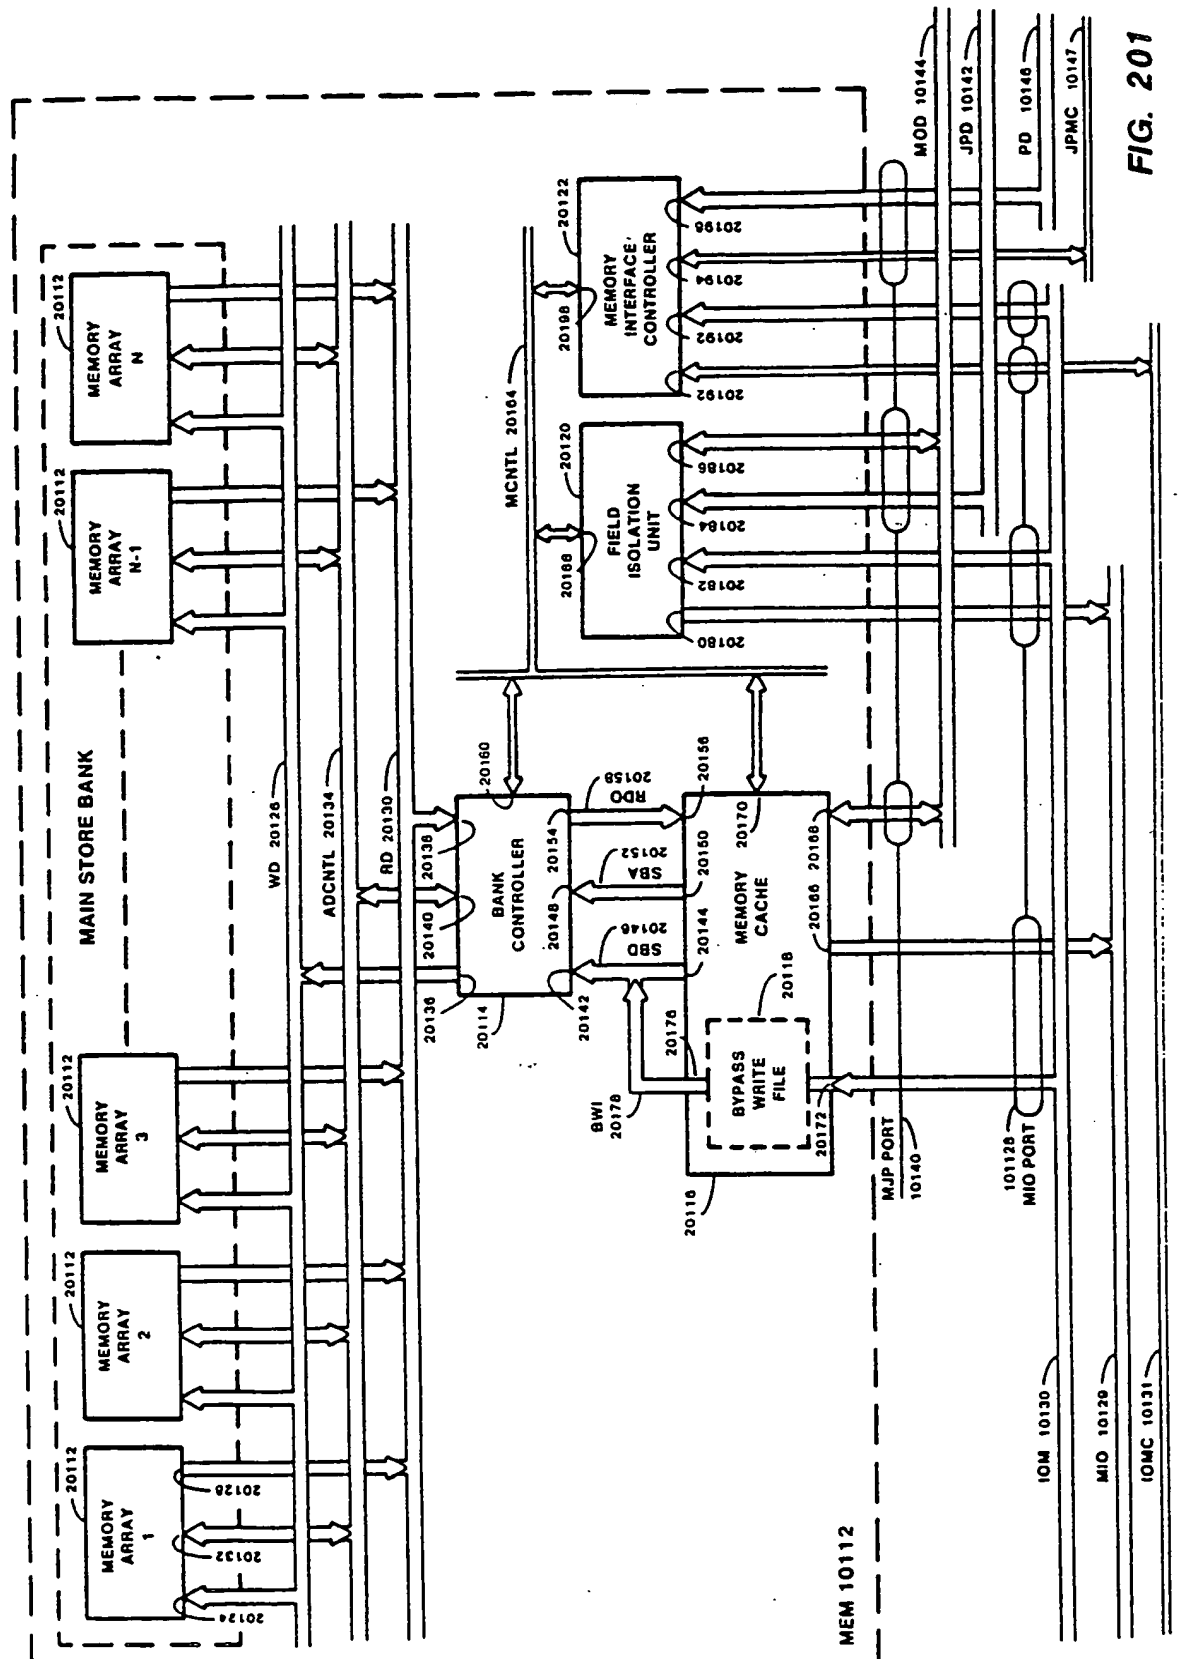 MAIN STORE BANK
20112
MEMORY
ARRAY
1
20124
20132
20128
20112
MEMORY
ARRAY
2
20112
MEMORY
ARRAY
3
20112
MEMORY
ARRAY
N-1
20112
MEMORY
ARRAY
N
WD 20126
ADCNTL 20134
RD 20130
20136
20140
20138
20160
20114
BANK
CONTROLLER
20142
20148
20154
SBD
20146
SBA
20152
RDO
20158
20144
20150
20156
MCNTL 20164
BWI
20178
20176
BYPASS
WRITE
FILE
20118
MEMORY
CACHE
20170
20116
20172
20166
20168
20188
FIELD
ISOLATION
UNIT
20120
20180
20182
20184
20186
20198
MEMORY
INTERFACE
CONTROLLER
20122
20192
20192
20194
20196
MEM 10112
MJP PORT
10140
101128
MIO PORT
MOD 10144
JPD 10142
PD 10146
JPMC 10147
IOM 10130
MIO 10129
IOMC 10131
FIG. 201